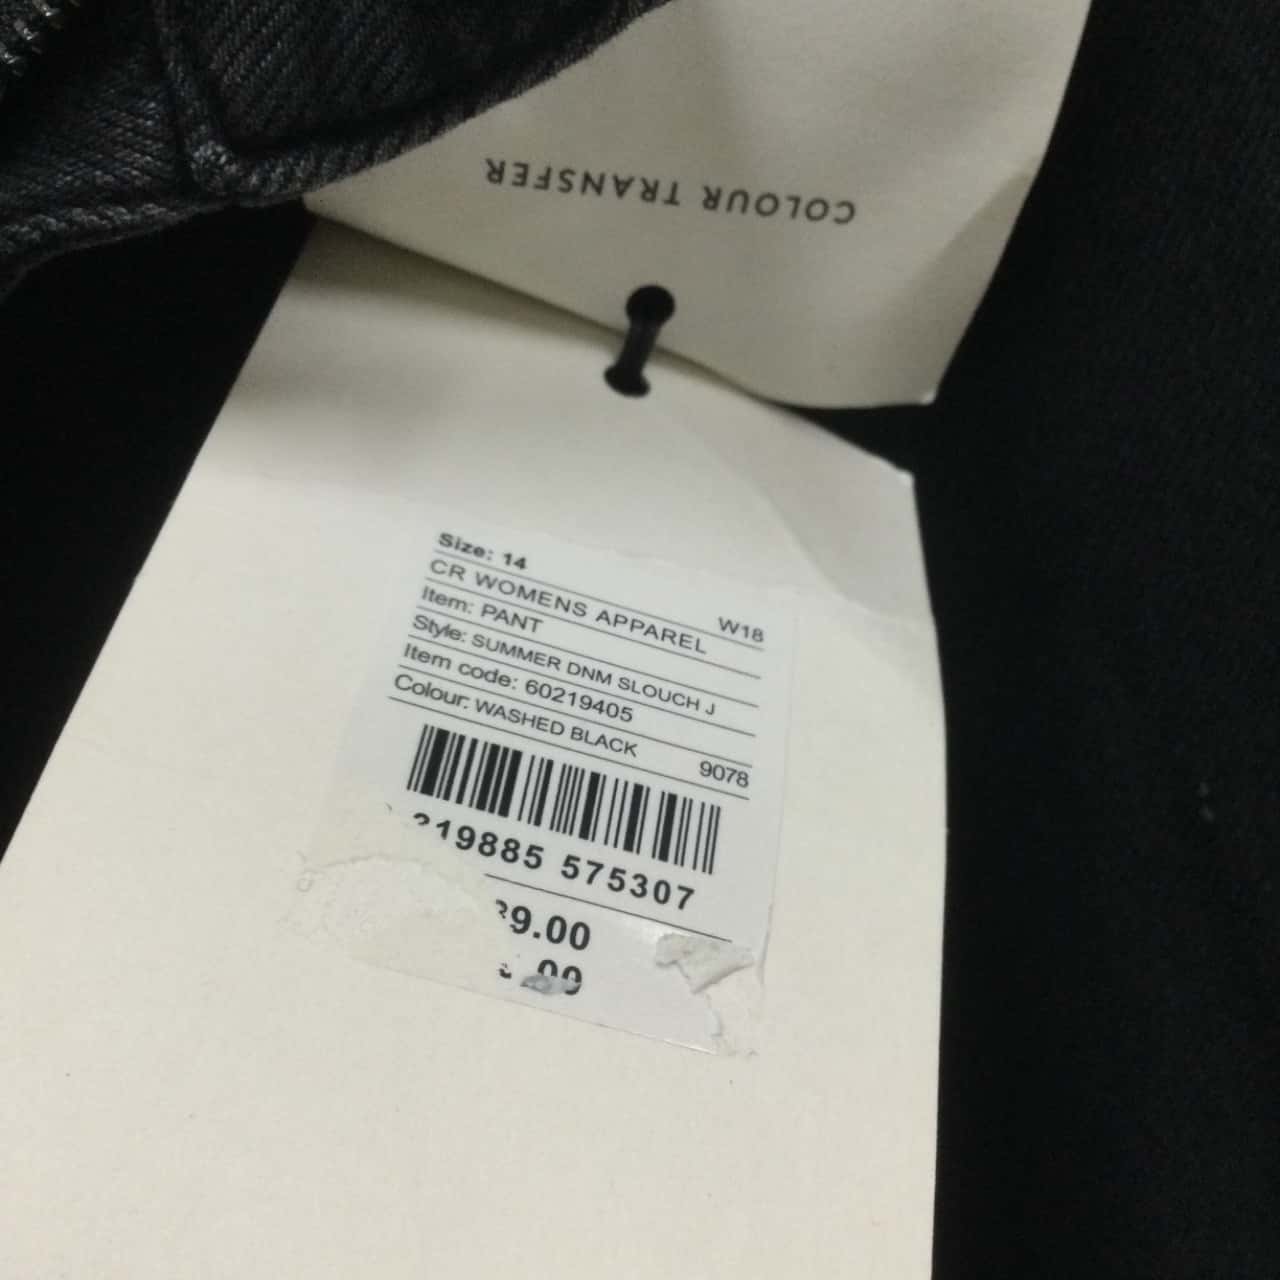 COLOUR TRANSFER
Size: 14
CR WOMENS APPAREL W18
Item: PANT
Style: SUMMER DNM SLOUCH J
Item code: 60219405
Colour: WASHED BLACK 9078
19885 575307
9.00